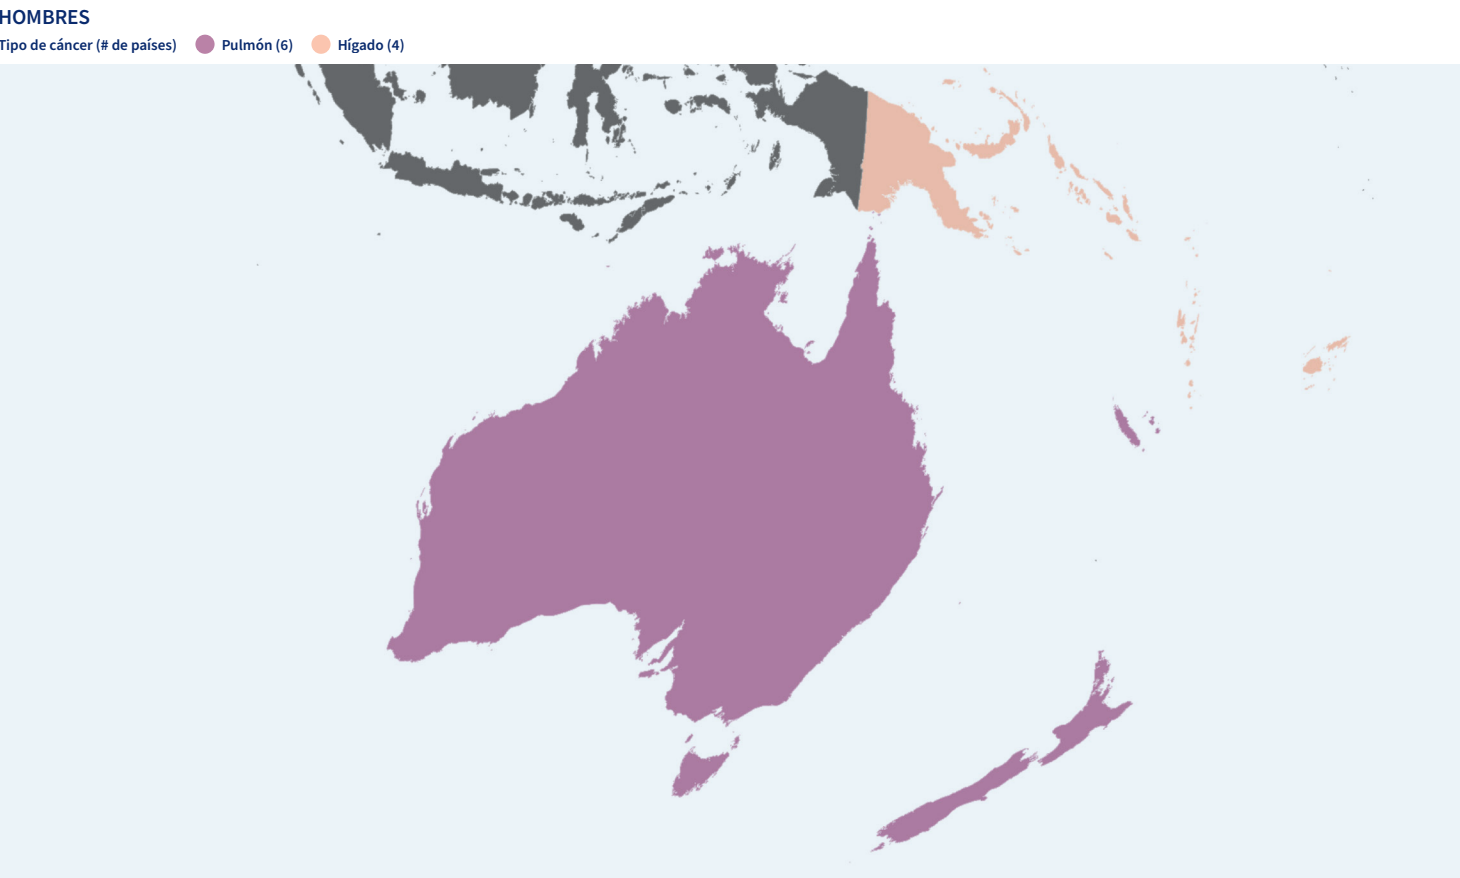 HOMBRES
Tipo de cáncer (# de países) Pulmón (6) Hígado (4)